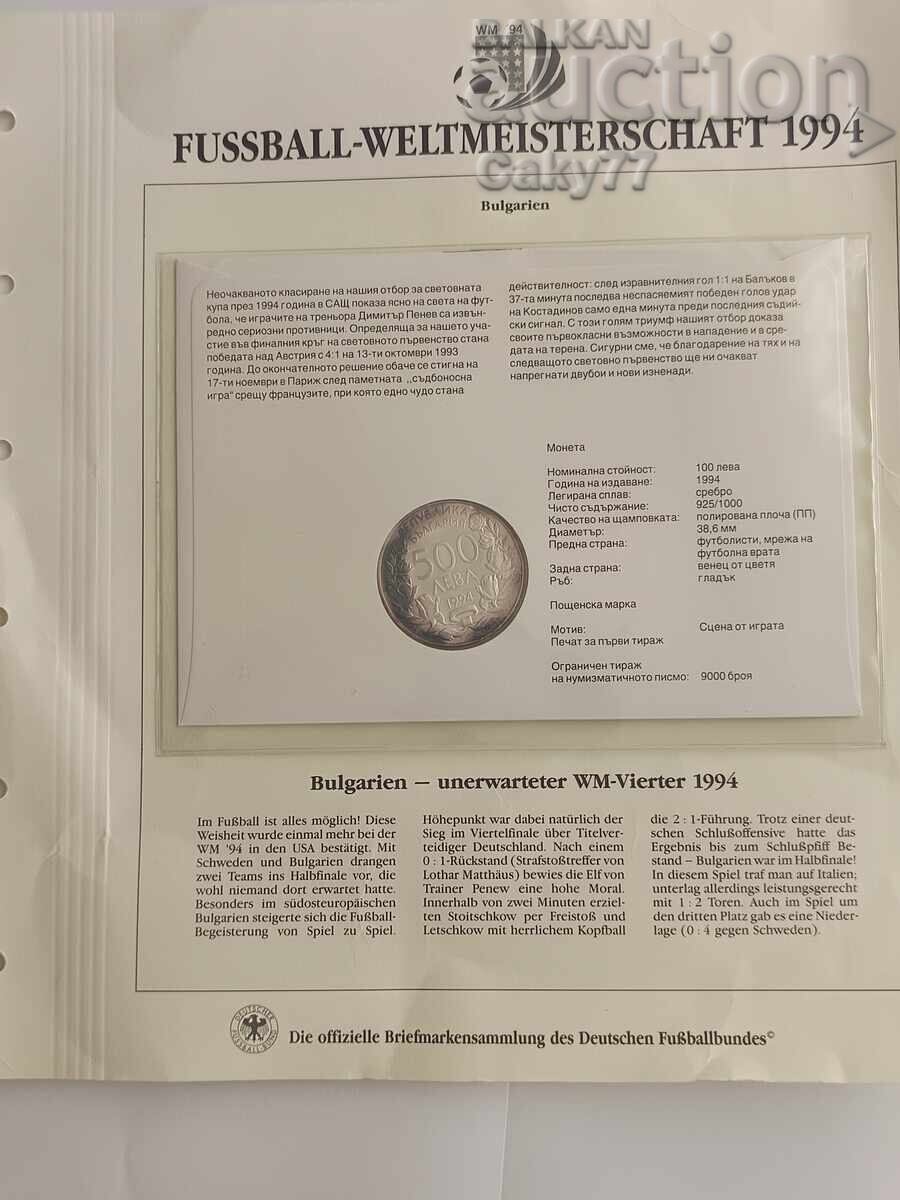 WM 94
BALKAN
auction
Gaky77
FUSSBALL-WELTMEISTERSCHAFT 1994
Bulgarien
Неочакваното класиране на нашия отбор за световната
купа през 1994 година в САЩ показа ясно на света на фут-
бола, че играчите на треньора Димитър Пенев са извън-
редно сериозни противници. Определяща за нашето уча-
стие във финалния кръг на световното първенство стана
победата над Австрия с 4:1 на 13-ти октомври 1993
година. До окончателното решение обаче се стигна на
17-ти ноември в Париж след паметната „съдбоносна
игра“ срещу французите, при която едно чудо стана
действителност: след изравнителния гол 1:1 на Балъков в
37-та минута последва неспасяемият победен голов удар
на Костадинов само една минута преди последния съдий-
ски сигнал. С този голям триумф нашият отбор доказа
своите първокласни възможности в нападение и в сре-
дата на терена. Сигурни сме, че благодарение на тях и на
следващото световно първенство ще ни очакват
напрегнати двубои и нови изненади.
Монета
Номинална стойност: 100 лева
Година на издаване: 1994
Легирана сплав: сребро
Чисто съдържание: 925/1000
Качество на щамповката: полирована плоча (ПП)
Диаметър: 38,6 мм
Предна страна: футболисти, мрежа на
футболна врата
Задна страна: венец от цветя
Ръб: гладък
Пощенска марка
Мотив: Сцена от играта
Печат за първи тираж
Ограничен тираж
на нумизматичното писмо: 9000 броя
РЕПУБЛИКА
БЪЛГАРИЯ
500
ЛЕВА
1994
Bulgarien – unerwarteter WM-Vierter 1994
Im Fußball ist alles möglich! Diese
Weisheit wurde einmal mehr bei der
WM '94 in den USA bestätigt. Mit
Schweden und Bulgarien drangen
zwei Teams ins Halbfinale vor, die
wohl niemand dort erwartet hatte.
Besonders im südosteuropäischen
Bulgarien steigerte sich die Fußball-
Begeisterung von Spiel zu Spiel.
Höhepunkt war dabei natürlich der
Sieg im Viertelfinale über Titelver-
teidiger Deutschland. Nach einem
0 : 1-Rückstand (Strafstoßtreffer von
Lothar Matthäus) bewies die Elf von
Trainer Penew eine hohe Moral.
Innerhalb von zwei Minuten erziel-
ten Stoitschkow per Freistoß und
Letschkow mit herrlichem Kopfball
die 2 : 1-Führung. Trotz einer deut-
schen Schlußoffensive hatte das
Ergebnis bis zum Schlußpfiff Be-
stand – Bulgarien war im Halbfinale!
In diesem Spiel traf man auf Italien;
unterlag allerdings leistungsgerecht
mit 1 : 2 Toren. Auch im Spiel um
den dritten Platz gab es eine Nieder-
lage (0 : 4 gegen Schweden).
DEUTSCHER
FUSSBALL-BUND
Die offizielle Briefmarkensammlung des Deutschen Fußballbundes©